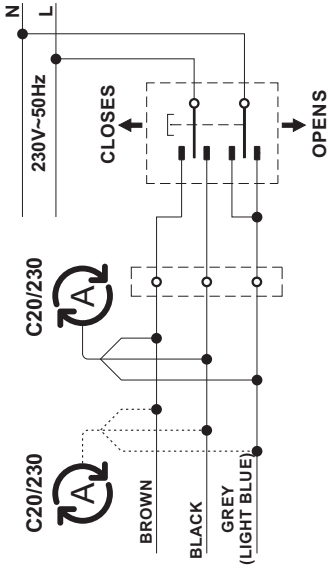 N
L
230V~50Hz
CLOSES
OPENS
C20/230
A
C20/230
A
BROWN
BLACK
GREY
(LIGHT BLUE)